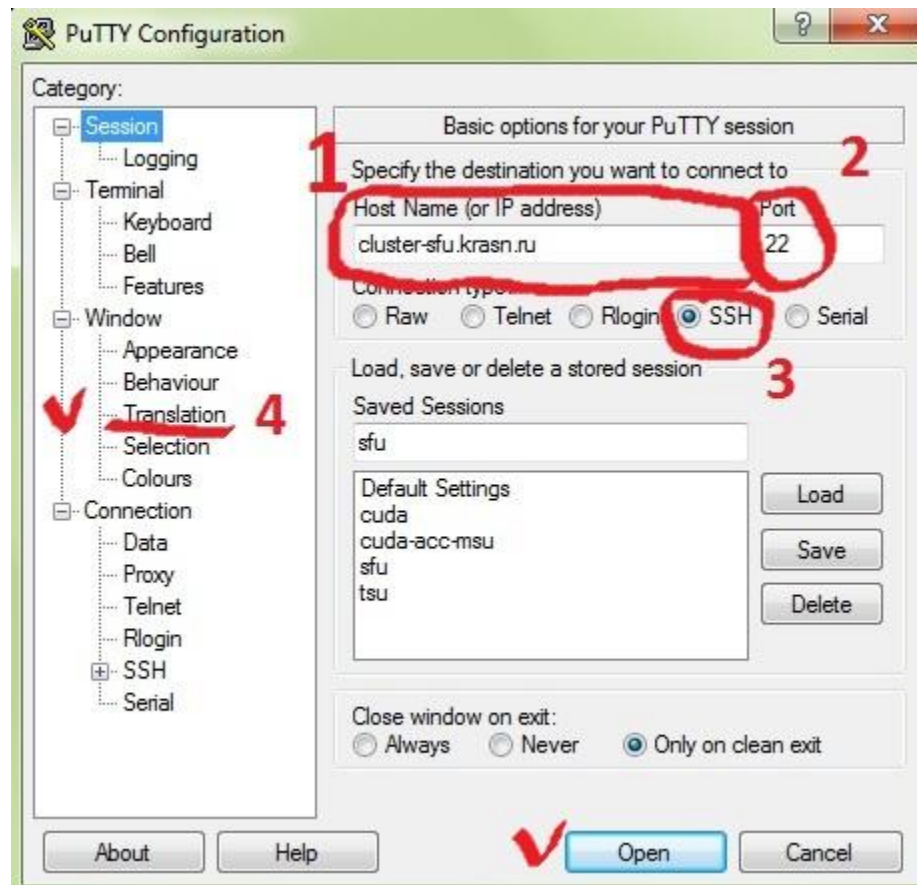 PuTTY Configuration
Category:
Session
Logging
Terminal
Keyboard
Bell
Features
Window
Appearance
Behaviour
Translation
Selection
Colours
Connection
Data
Proxy
Telnet
Rlogin
SSH
Serial
Basic options for your PuTTY session
1
2
Specify the destination you want to connect to
Host Name (or IP address) Port
cluster-sfu.krasn.ru 22
Connection type:
Raw Telnet Rlogin SSH Serial
3
4
Load, save or delete a stored session
Saved Sessions
sfu
Default Settings
cuda
cuda-acc-msu
sfu
tsu
Load
Save
Delete
Close window on exit:
Always Never Only on clean exit
About Help Open Cancel